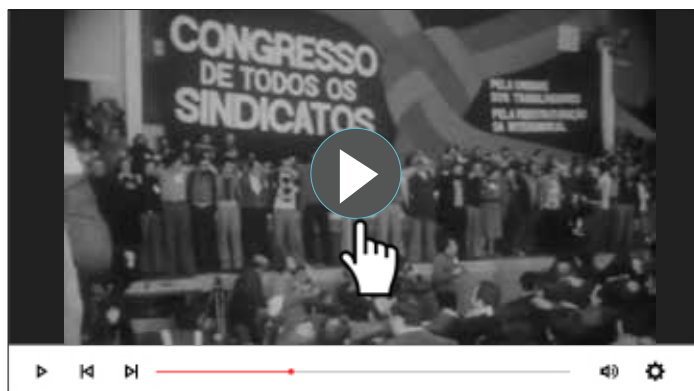 CONGRESSO
DE TODOS OS
SINDICATOS
PELA UNIDADE
DOS TRABALHADORES
PELA REESTRUTURAÇÃO
DA INTERSINDICAL